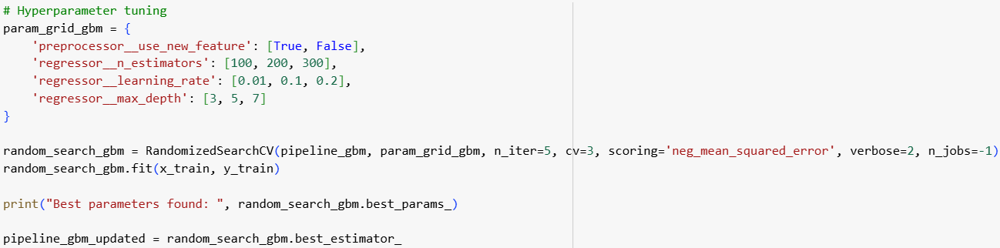 # Hyperparameter tuning
param_grid_gbm = {
    'preprocessor__use_new_feature': [True, False],
    'regressor__n_estimators': [100, 200, 300],
    'regressor__learning_rate': [0.01, 0.1, 0.2],
    'regressor__max_depth': [3, 5, 7]
}
random_search_gbm = RandomizedSearchCV(pipeline_gbm, param_grid_gbm, n_iter=5, cv=3, scoring='neg_mean_squared_error', verbose=2, n_jobs=-1)
random_search_gbm.fit(x_train, y_train)
print("Best parameters found: ", random_search_gbm.best_params_)
pipeline_gbm_updated = random_search_gbm.best_estimator_